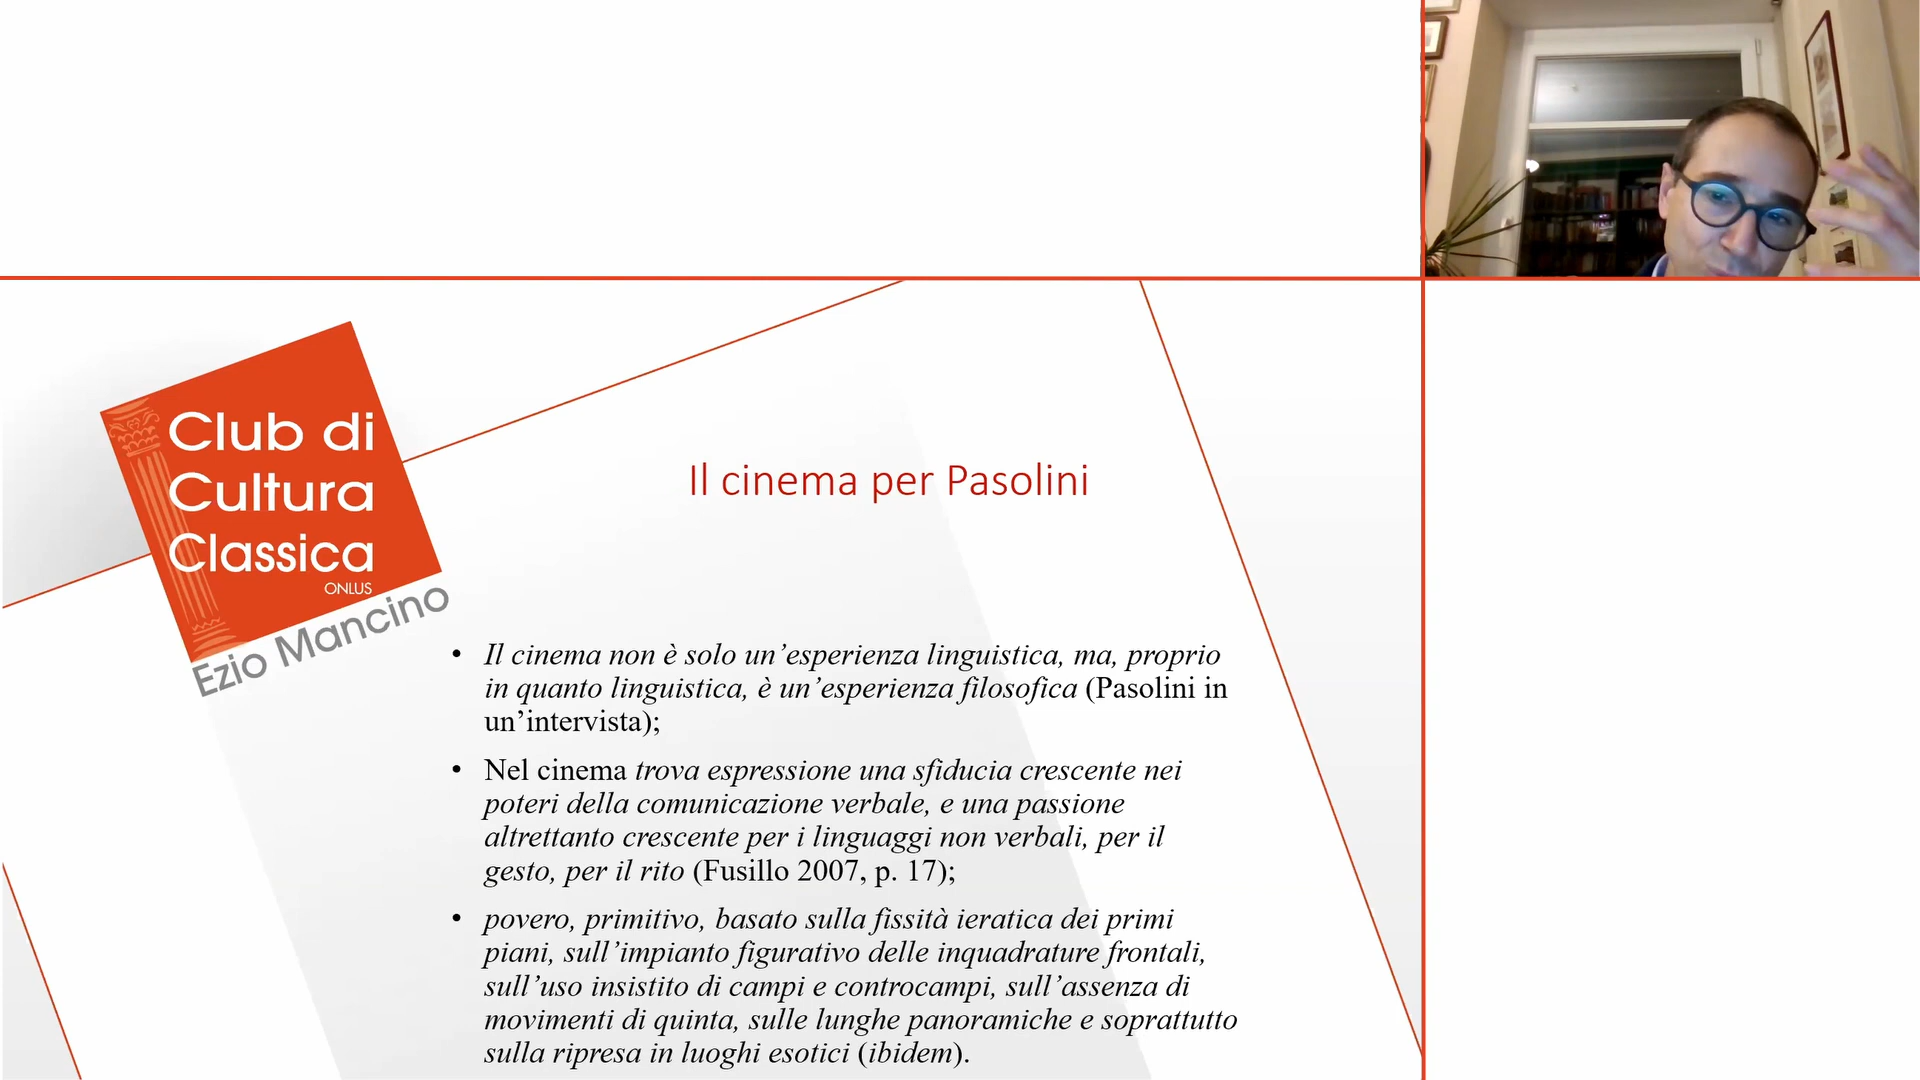 Club di
Cultura
Classica
ONLUS
Ezio Mancino
Il cinema per Pasolini
• Il cinema non è solo un’esperienza linguistica, ma, proprio
in quanto linguistica, è un’esperienza filosofica (Pasolini in
un’intervista);
• Nel cinema trova espressione una sfiducia crescente nei
poteri della comunicazione verbale, e una passione
altrettanto crescente per i linguaggi non verbali, per il
gesto, per il rito (Fusillo 2007, p. 17);
• povero, primitivo, basato sulla fissità ieratica dei primi
piani, sull’impianto figurativo delle inquadrature frontali,
sull’uso insistito di campi e controcampi, sull’assenza di
movimenti di quinta, sulle lunghe panoramiche e soprattutto
sulla ripresa in luoghi esotici (ibidem).